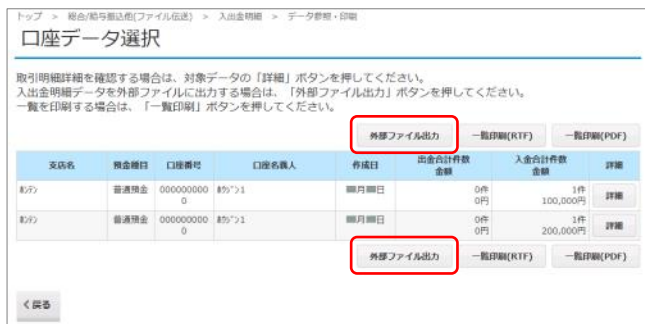 トップ > 総合/給与振込他(ファイル伝送) > 入出金明細 > データ参照・印刷
口座データ選択
取引明細詳細を確認する場合は、対象データの「詳細」ボタンを押してください。
入出金明細データを外部ファイルに出力する場合は、「外部ファイル出力」ボタンを押してください。
一覧を印刷する場合は、「一覧印刷」ボタンを押してください。
外部ファイル出力 一覧印刷(RTF) 一覧印刷(PDF)
支店名 預金種目 口座番号 口座名義人 作成日 出金合計件数 入金合計件数 詳細
金額 金額
ﾎﾝﾃﾝ 普通預金 000000000 月 日 0件 1件 詳細
0 0円 100,000円
ﾎﾝﾃﾝ 普通預金 000000000 月 日 0件 1件 詳細
0 0円 200,000円
外部ファイル出力 一覧印刷(RTF) 一覧印刷(PDF)
戻る